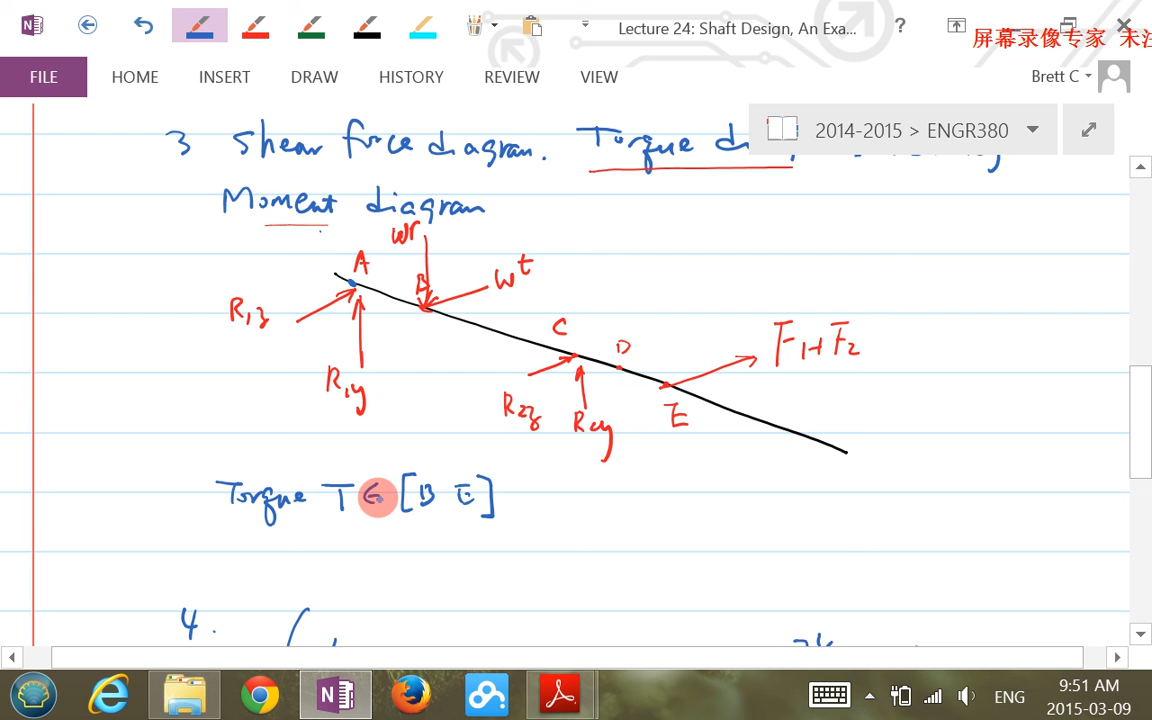 Lecture 24: Shaft Design, An Exa...
?
屏幕录像专家 未注
FILE
HOME
INSERT
DRAW
HISTORY
REVIEW
VIEW
Brett C
2014-2015 > ENGR380
3 Shear force diagram. Torque
Moment diagram
Wr
A
B
Wt
R1z
R1y
C
D
F1+F2
R2z
R2y
E
Torque T ∈ [B E]
4.
ENG
9:51 AM
2015-03-09